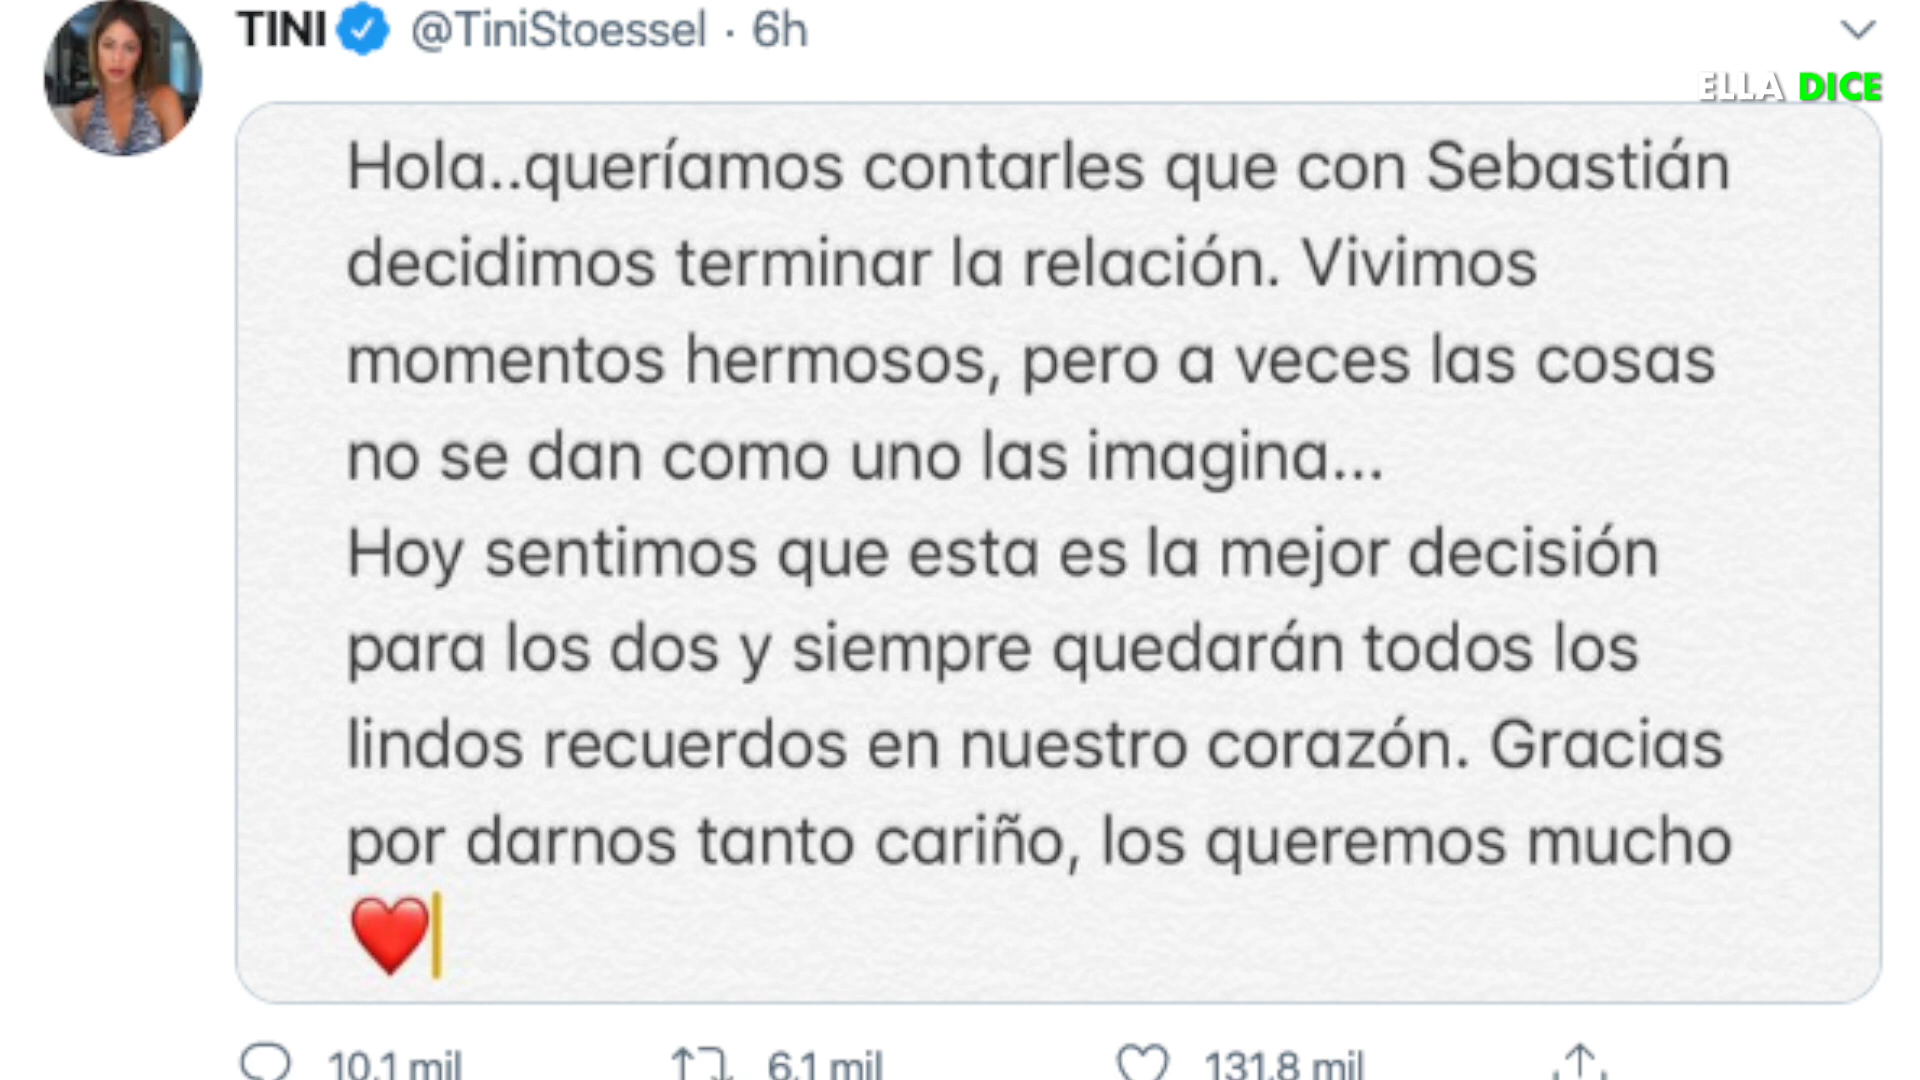 TINI @TiniStoessel · 6h
ELLA DICE
Hola..queríamos contarles que con Sebastián
decidimos terminar la relación. Vivimos
momentos hermosos, pero a veces las cosas
no se dan como uno las imagina...
Hoy sentimos que esta es la mejor decisión
para los dos y siempre quedarán todos los
lindos recuerdos en nuestro corazón. Gracias
por darnos tanto cariño, los queremos mucho
❤️
10.1 mil 6.1 mil 131.8 mil